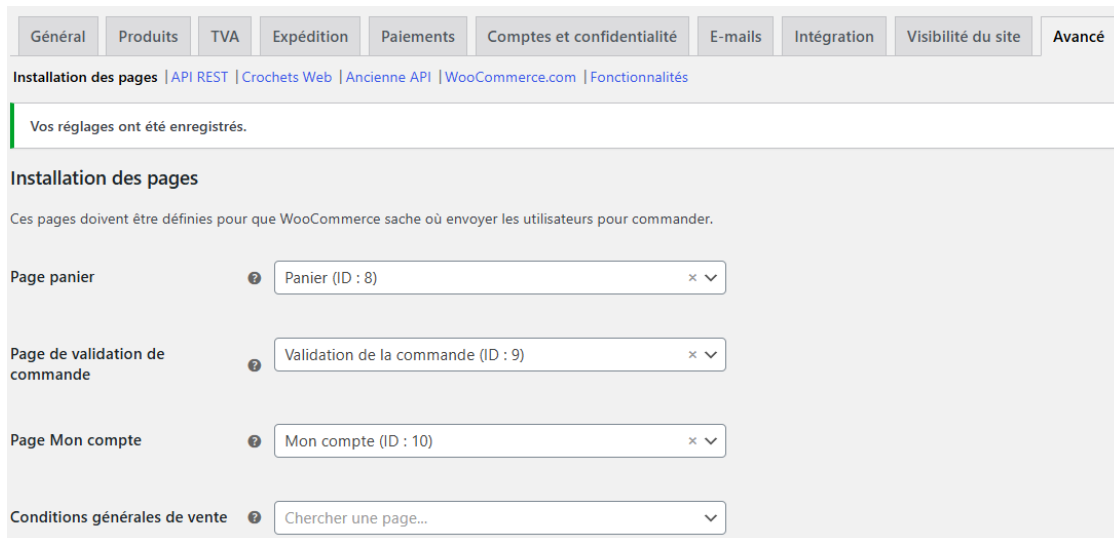 Général Produits TVA Expédition Paiements Comptes et confidentialité E-mails Intégration Visibilité du site Avancé
Installation des pages | API REST | Crochets Web | Ancienne API | WooCommerce.com | Fonctionnalités
Vos réglages ont été enregistrés.
Installation des pages
Ces pages doivent être définies pour que WooCommerce sache où envoyer les utilisateurs pour commander.
Page panier ? Panier (ID : 8) ×
Page de validation de
commande ? Validation de la commande (ID : 9) ×
Page Mon compte ? Mon compte (ID : 10) ×
Conditions générales de vente ? Chercher une page...